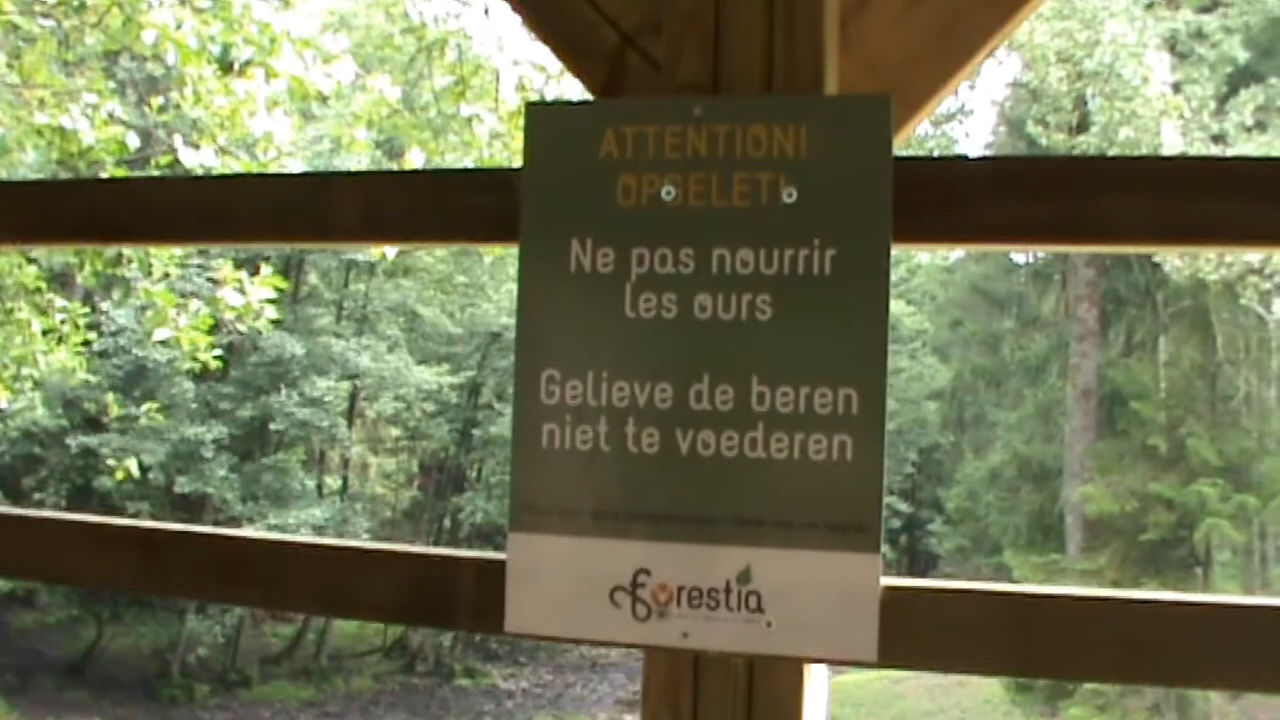 ATTENTION!
OPGELET!
Ne pas nourrir
les ours
Gelieve de beren
niet te voederen
forestia